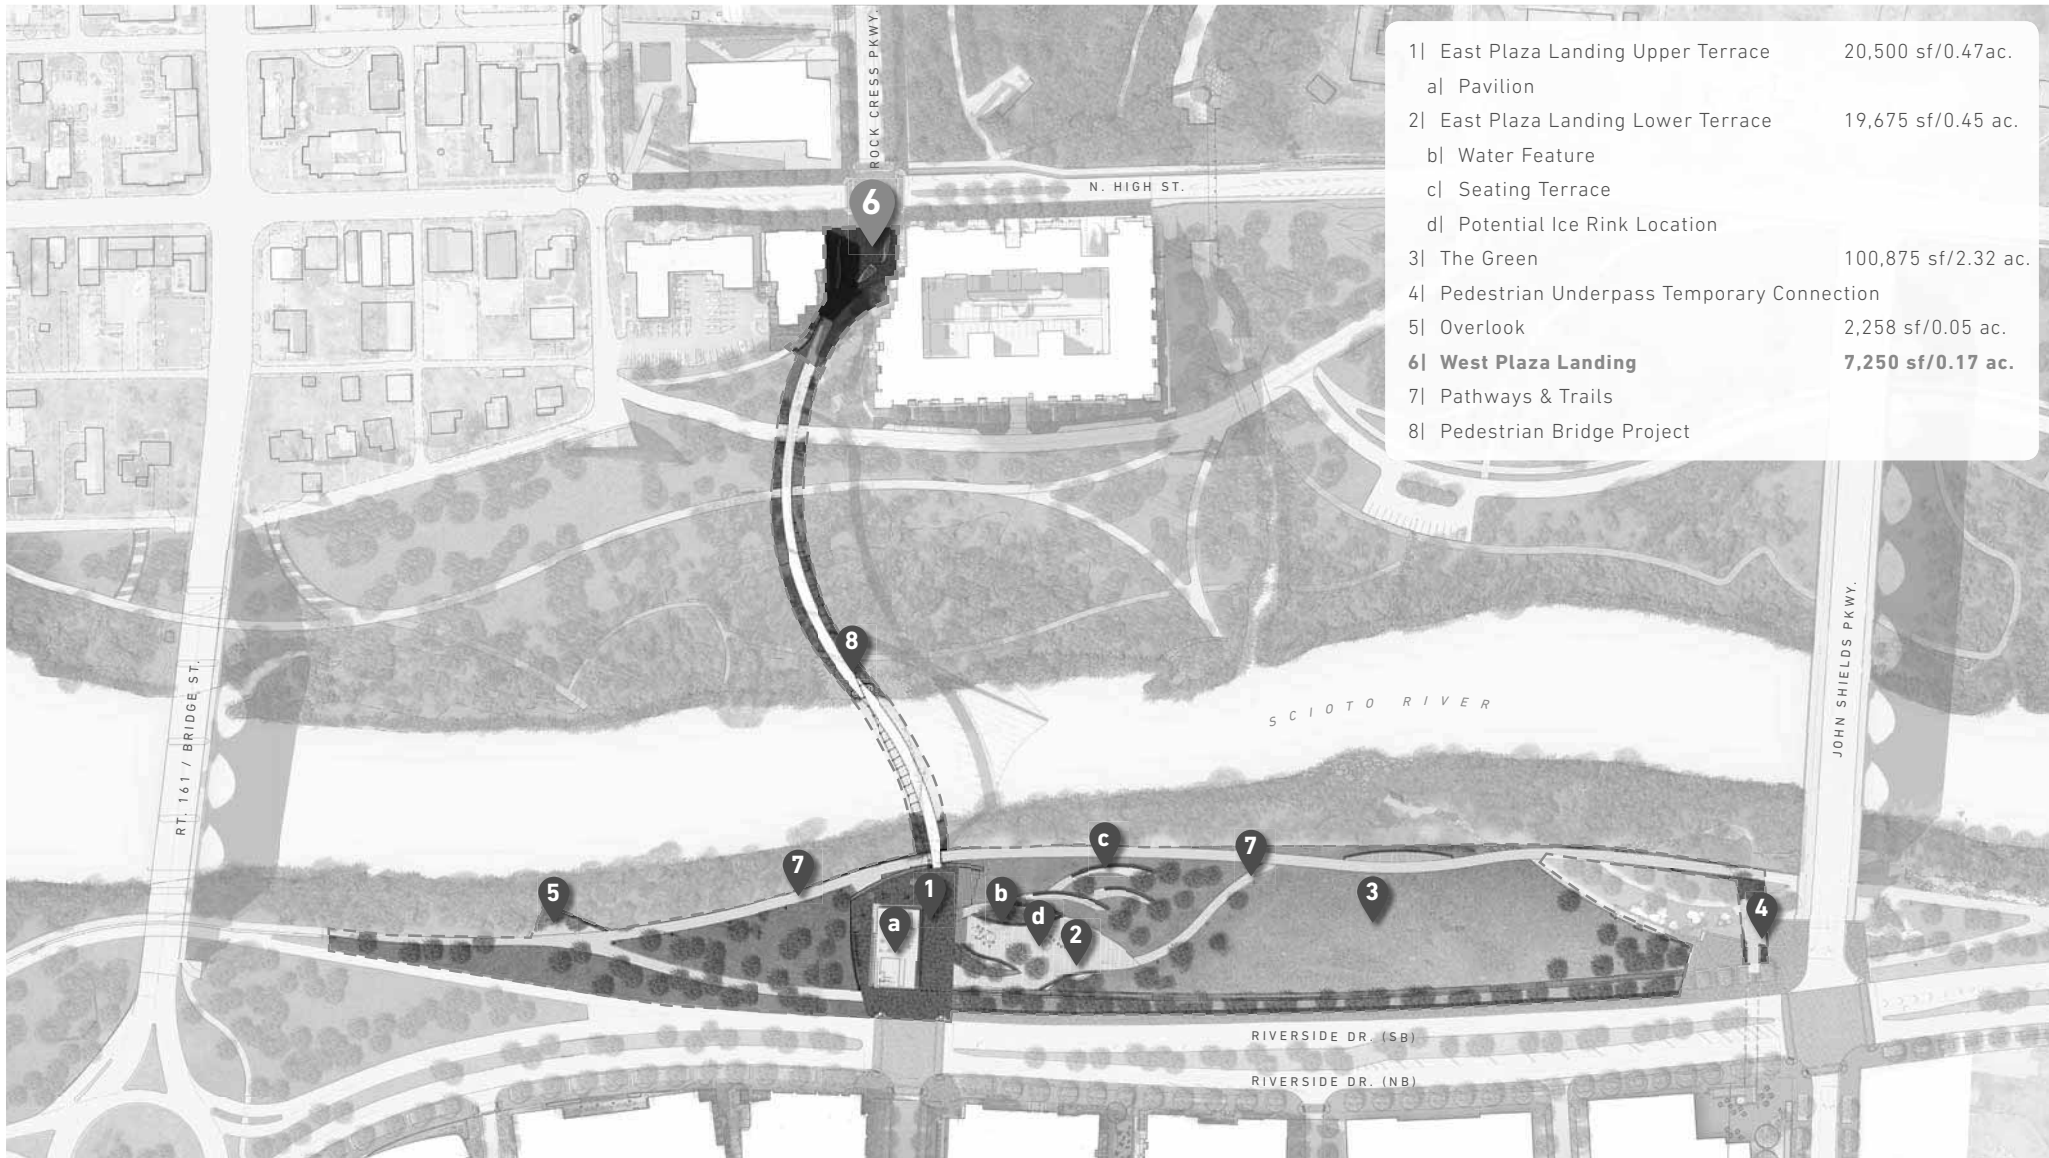 1| East Plaza Landing Upper Terrace 20,500 sf/0.47ac.
a| Pavilion
2| East Plaza Landing Lower Terrace 19,675 sf/0.45 ac.
b| Water Feature
c| Seating Terrace
d| Potential Ice Rink Location
3| The Green 100,875 sf/2.32 ac.
4| Pedestrian Underpass Temporary Connection
5| Overlook 2,258 sf/0.05 ac.
6| West Plaza Landing 7,250 sf/0.17 ac.
7| Pathways & Trails
8| Pedestrian Bridge Project
ROCK CRESS PKWY.
N. HIGH ST.
6
8
SCIOTO RIVER
RT. 161 / BRIDGE ST.
JOHN SHIELDS PKWY.
c
7
7
5
1
b
3
a
d
2
4
RIVERSIDE DR. (SB)
RIVERSIDE DR. (NB)